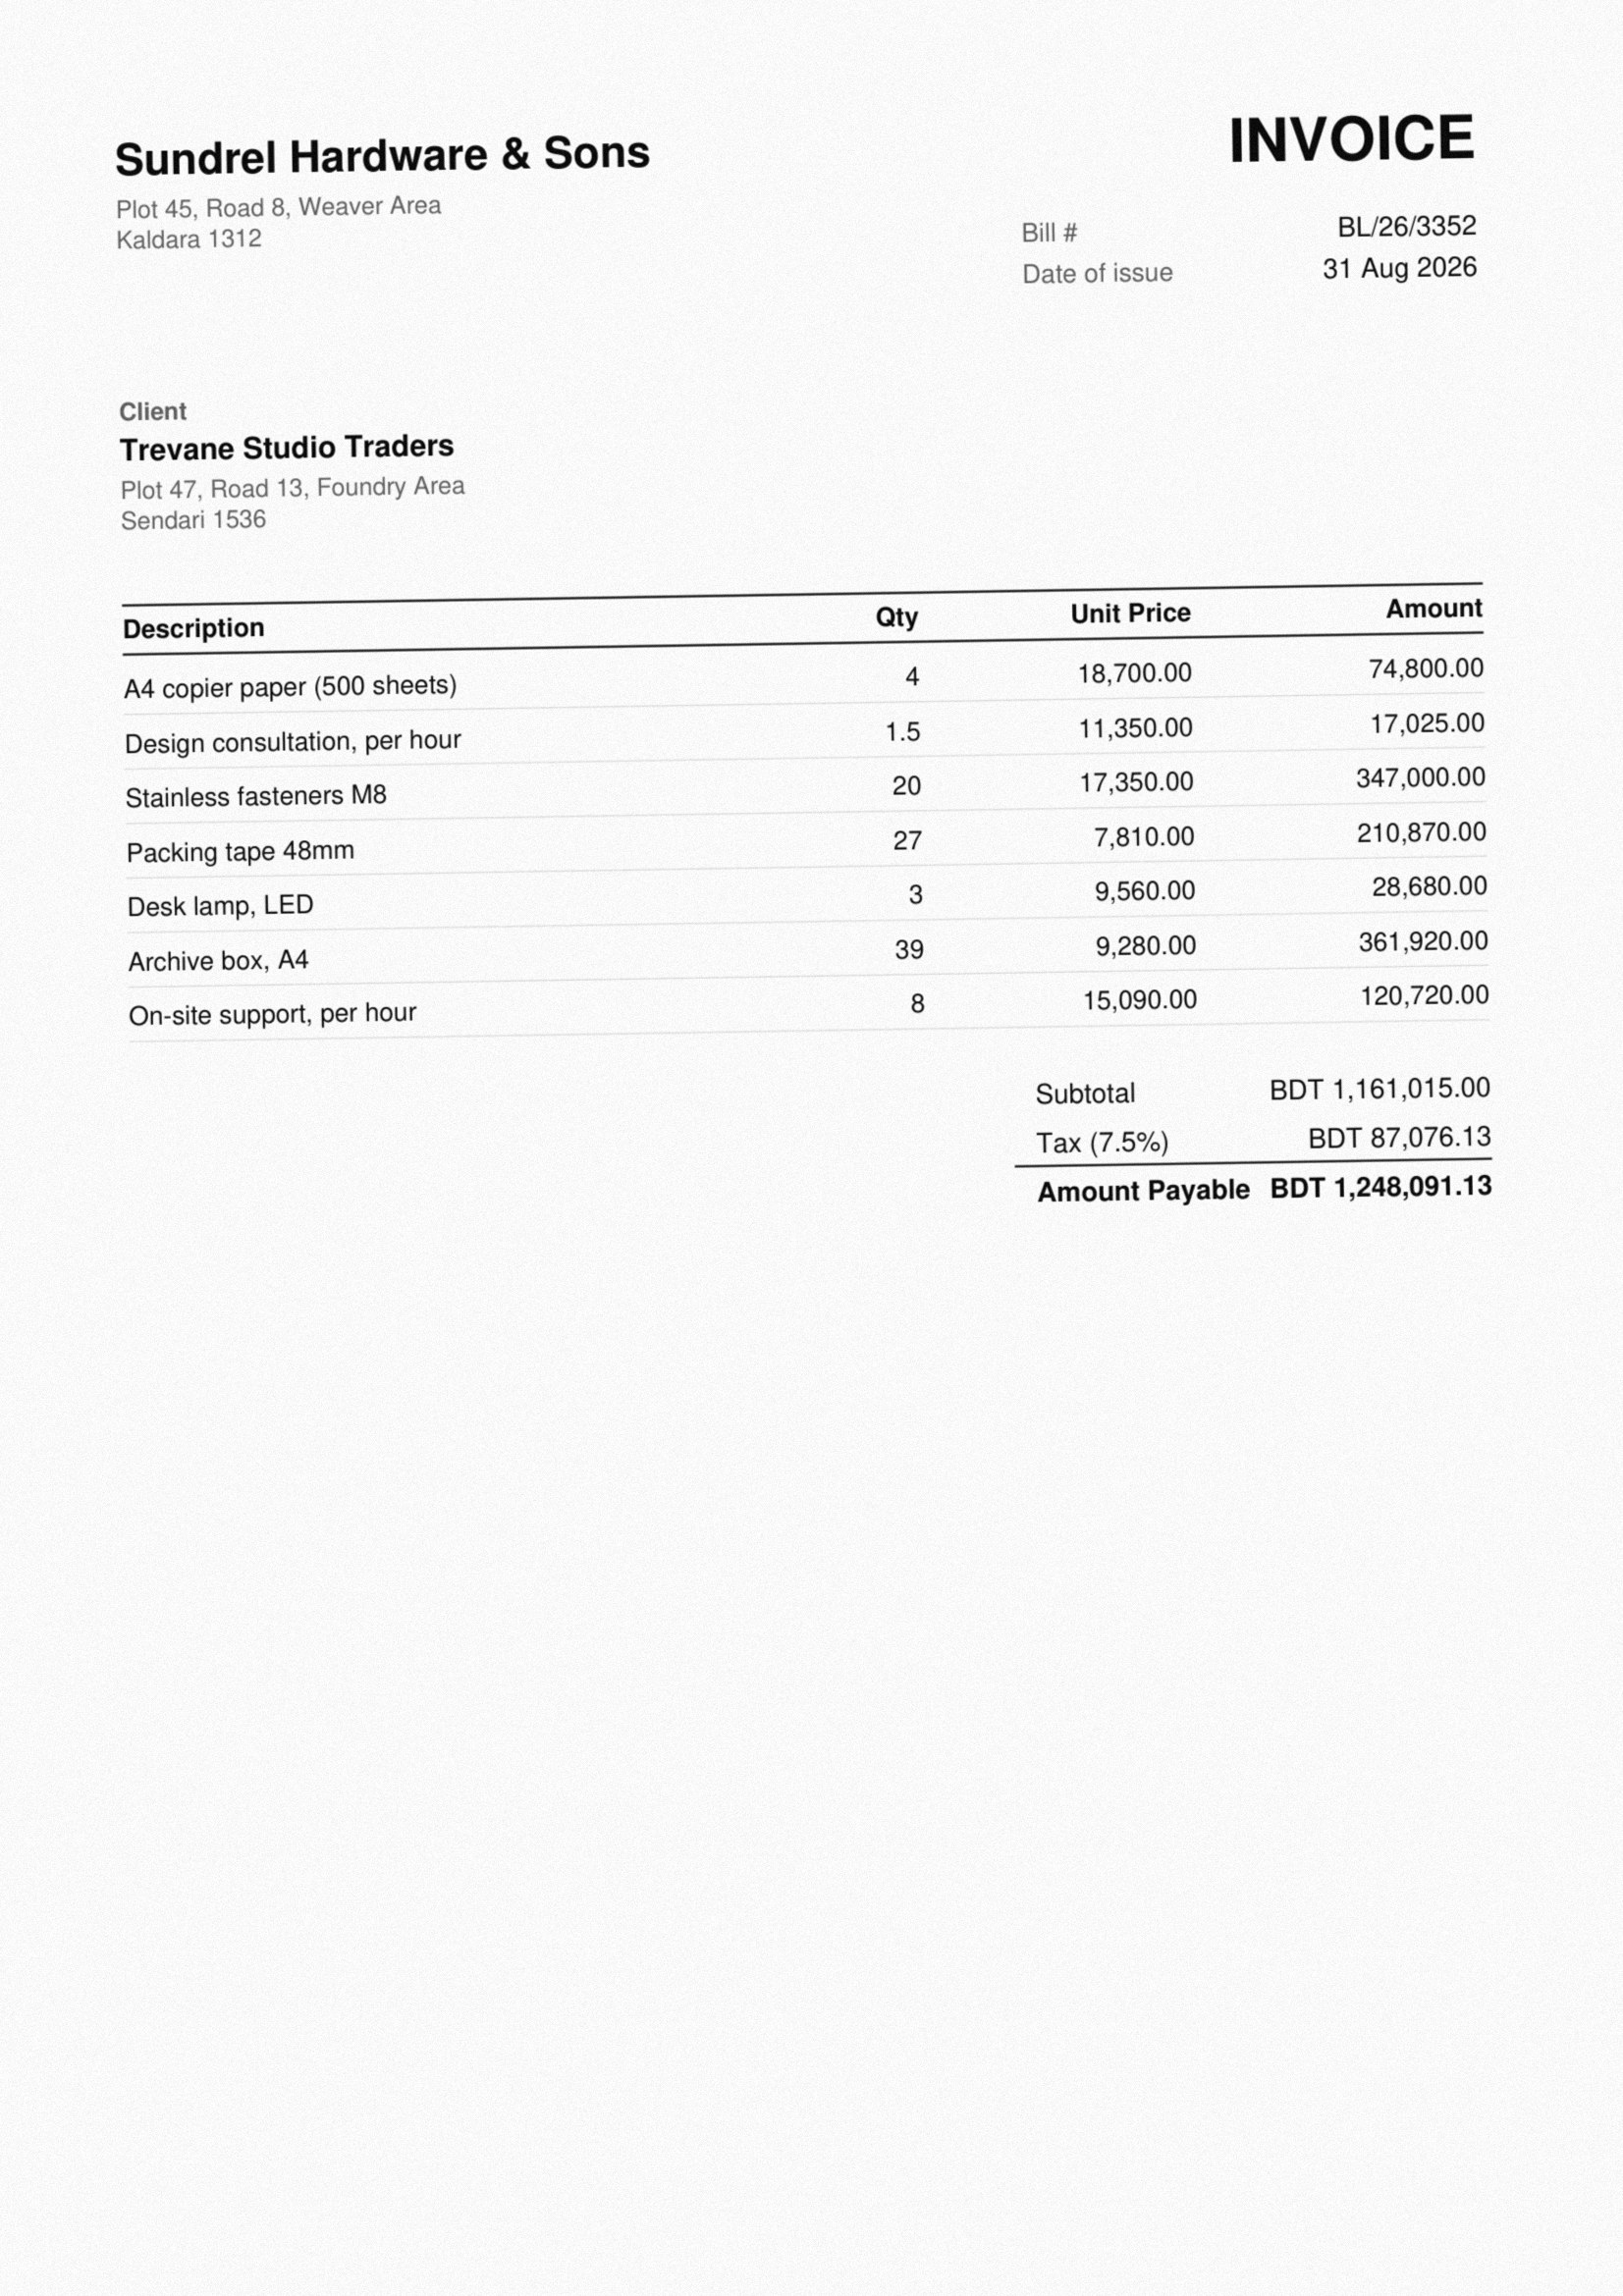 Sundrel Hardware & Sons
Plot 45, Road 8, Weaver Area
Kaldara 1312
INVOICE
Bill # BL/26/3352
Date of issue 31 Aug 2026
Client
Trevane Studio Traders
Plot 47, Road 13, Foundry Area
Sendari 1536
Description Qty Unit Price Amount
A4 copier paper (500 sheets) 4 18,700.00 74,800.00
Design consultation, per hour 1.5 11,350.00 17,025.00
Stainless fasteners M8 20 17,350.00 347,000.00
Packing tape 48mm 27 7,810.00 210,870.00
Desk lamp, LED 3 9,560.00 28,680.00
Archive box, A4 39 9,280.00 361,920.00
On-site support, per hour 8 15,090.00 120,720.00
Subtotal BDT 1,161,015.00
Tax (7.5%) BDT 87,076.13
Amount Payable BDT 1,248,091.13